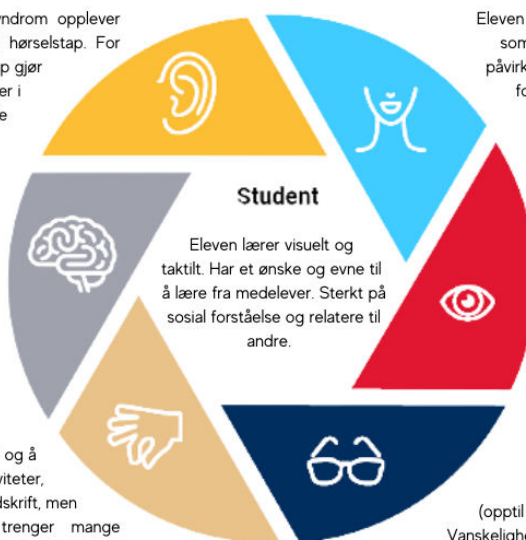 ndrom opplever
hørselstap. For
p gjør
er i
e
Eleven
som
påvirk
fo
Student
Eleven lærer visuelt og
taktilt. Har et ønske og evne til
å lære fra medelever. Sterkt på
sosial forståelse og relatere til
andre.
og å
viteter,
dskrift, men
trenger mange
(opptil
Vanskelighe